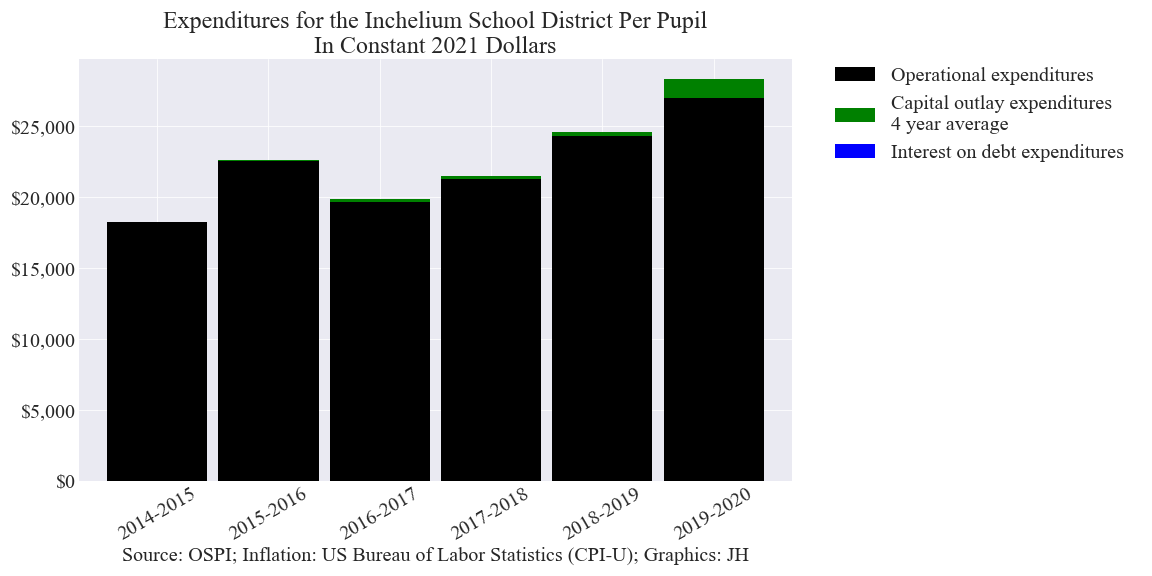 Expenditures for the Inchelium School District Per Pupil
In Constant 2021 Dollars
Operational expenditures
Capital outlay expenditures
4 year average
Interest on debt expenditures
$25,000
$20,000
$15,000
$10,000
$5,000
$0
2014-2015
2015-2016
2016-2017
2017-2018
2018-2019
2019-2020
Source: OSPI; Inflation: US Bureau of Labor Statistics (CPI-U); Graphics: JH